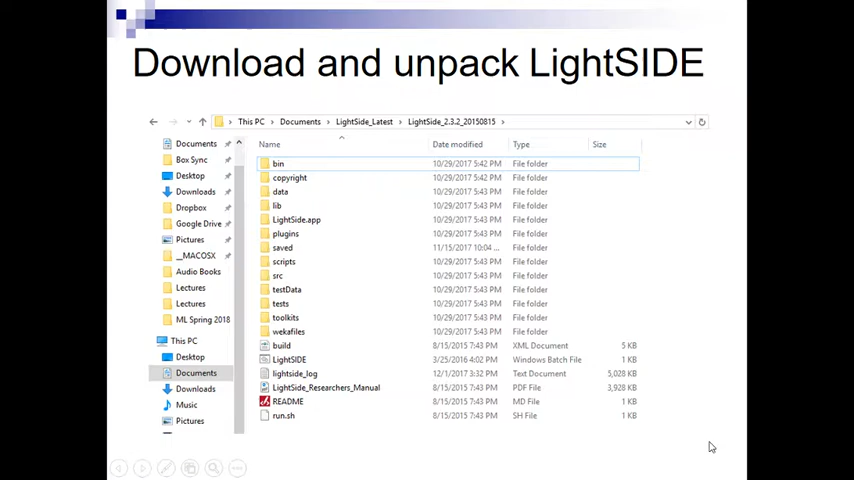 Download and unpack LightSIDE
This PC > Documents > LightSide_Latest > LightSide_2.3.2_20150815 >
Name Date modified Type Size
Documents
Box Sync
Desktop
Downloads
Dropbox
Google Drive
Pictures
__MACOSX
Audio Books
Lectures
Lectures
ML Spring 2018
This PC
Desktop
Documents
Downloads
Music
Pictures
bin 10/29/2017 5:42 PM File folder
copyright 10/29/2017 5:42 PM File folder
data 10/29/2017 5:43 PM File folder
lib 10/29/2017 5:43 PM File folder
LightSide.app 10/29/2017 5:43 PM File folder
plugins 10/29/2017 5:43 PM File folder
saved 11/15/2017 10:04 ... File folder
scripts 10/29/2017 5:43 PM File folder
src 10/29/2017 5:43 PM File folder
testData 10/29/2017 5:43 PM File folder
tests 10/29/2017 5:43 PM File folder
toolkits 10/29/2017 5:43 PM File folder
wekafiles 10/29/2017 5:43 PM File folder
build 8/15/2015 7:43 PM XML Document 5 KB
LightSIDE 3/25/2016 4:02 PM Windows Batch File 1 KB
lightside_log 12/1/2017 3:32 PM Text Document 5,028 KB
LightSide_Researchers_Manual 8/15/2015 7:43 PM PDF File 3,928 KB
README 8/15/2015 7:43 PM MD File 1 KB
run.sh 8/15/2015 7:43 PM SH File 1 KB